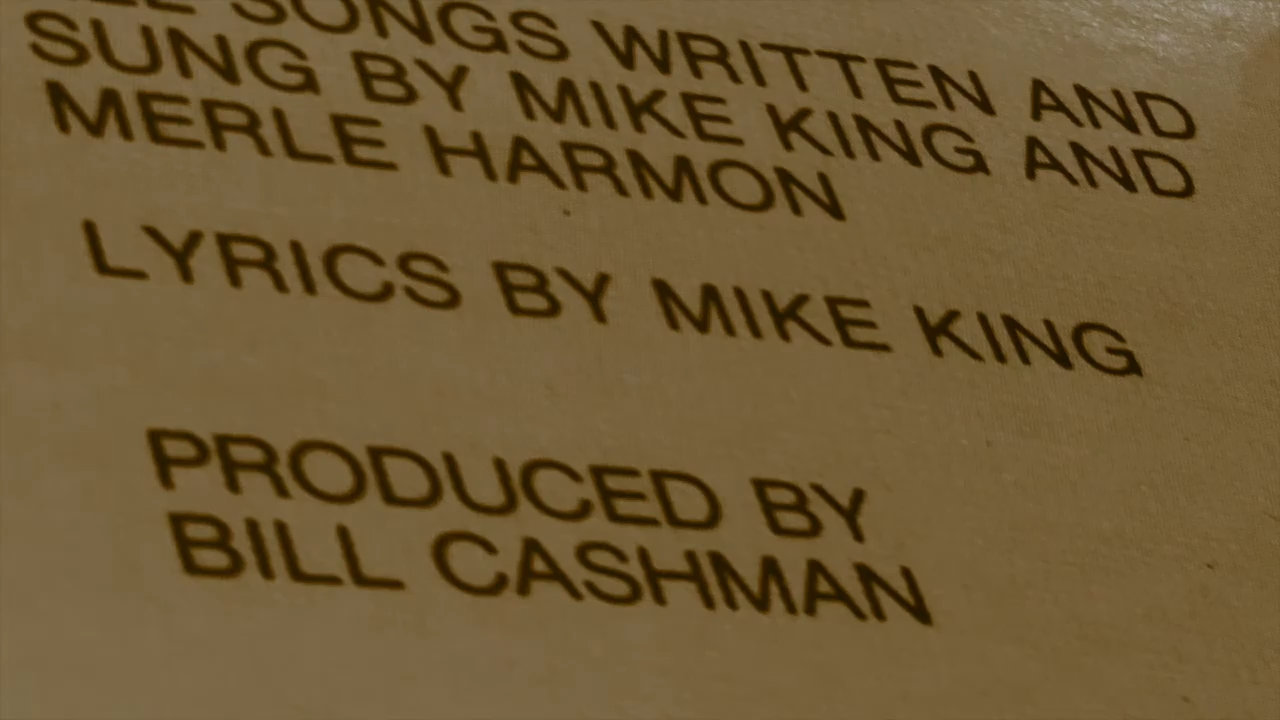 SONGS WRITTEN AND
SUNG BY MIKE KING AND
MERLE HARMON
LYRICS BY MIKE KING
PRODUCED BY
BILL CASHMAN